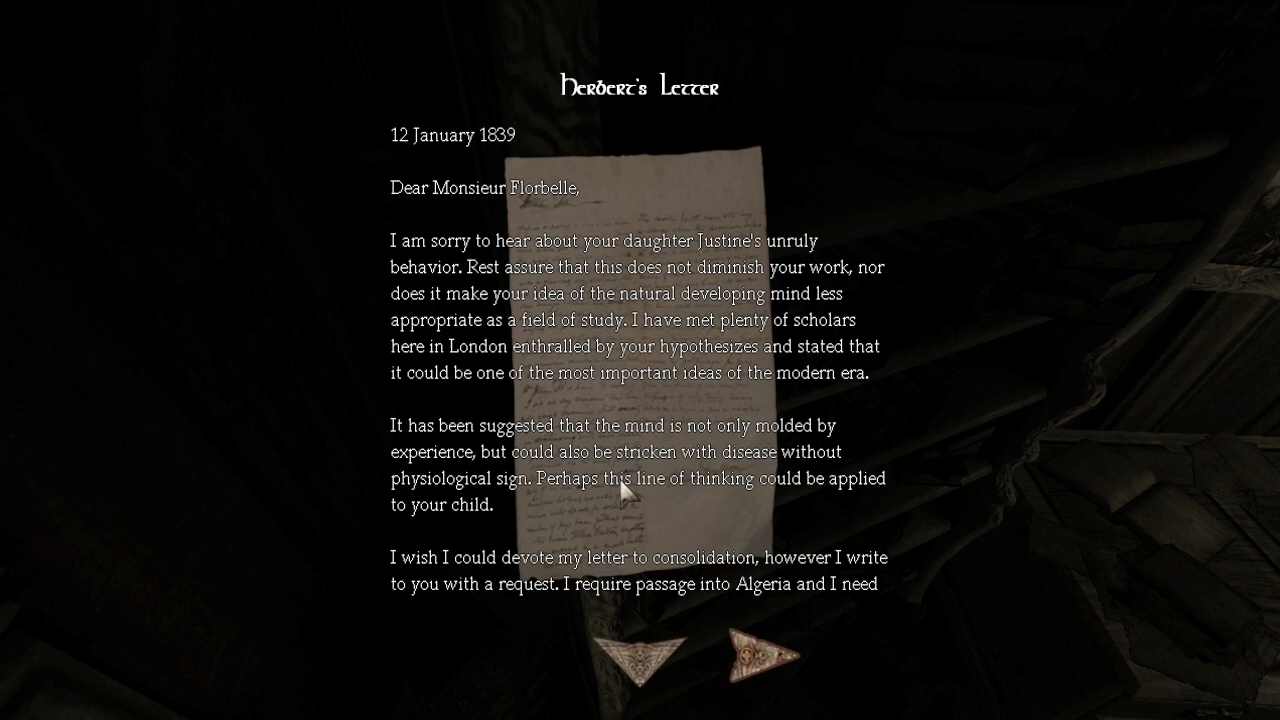 Herbert's Letter
12 January 1839
Dear Monsieur Florbelle,
I am sorry to hear about your daughter Justine's unruly
behavior. Rest assure that this does not diminish your work, nor
does it make your idea of the natural developing mind less
appropriate as a field of study. I have met plenty of scholars
here in London enthralled by your hypothesizes and stated that
it could be one of the most important ideas of the modern era.
It has been suggested that the mind is not only molded by
experience, but could also be stricken with disease without
physiological sign. Perhaps this line of thinking could be applied
to your child.
I wish I could devote my letter to consolidation, however I write
to you with a request. I require passage into Algeria and I need